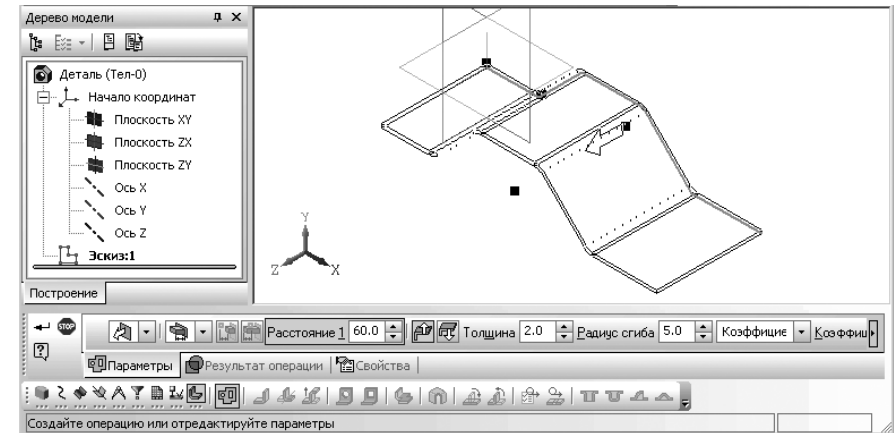 Дерево модели
Деталь (Тел-0)
Начало координат
Плоскость XY
Плоскость ZX
Плоскость ZY
Ось X
Ось Y
Ось Z
Эскиз:1
Построение
Y
Z
X
Расстояние 1 60.0 Толщина 2.0 Радиус сгиба 5.0 Коэффицие Коэффиц
Параметры Результат операции Свойства
Создайте операцию или отредактируйте параметры